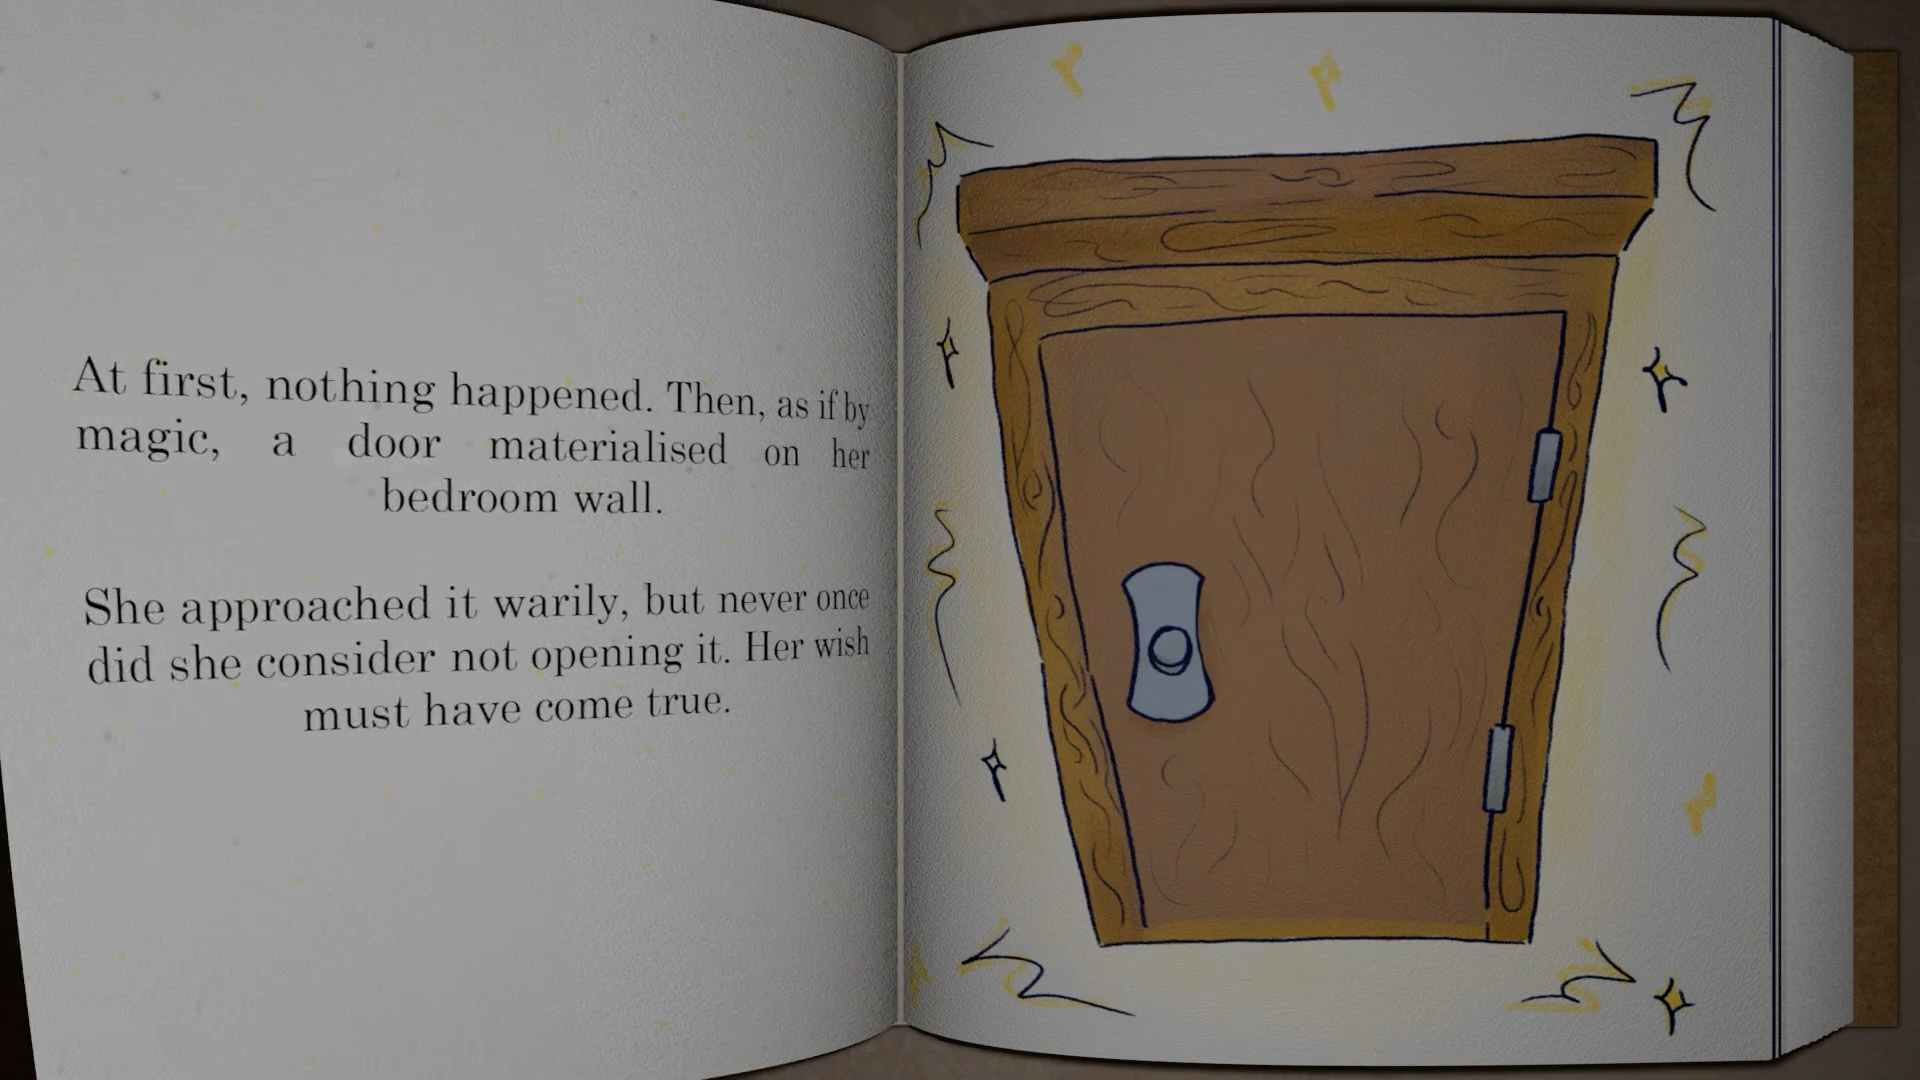 At first, nothing happened. Then, as if by
magic, a door materialised on her
bedroom wall.
She approached it warily, but never once
did she consider not opening it. Her wish
must have come true.